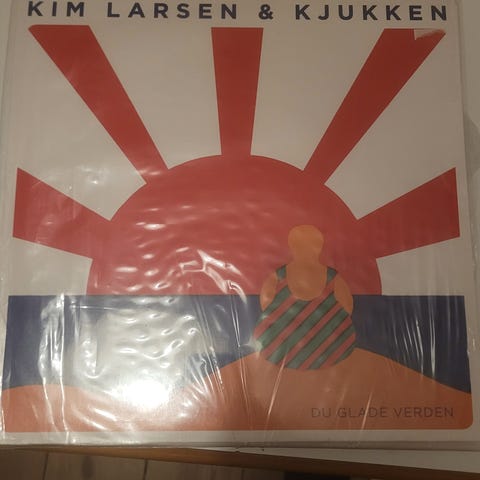 KIM LARSEN & KJUKKEN
DU GLADE VERDEN